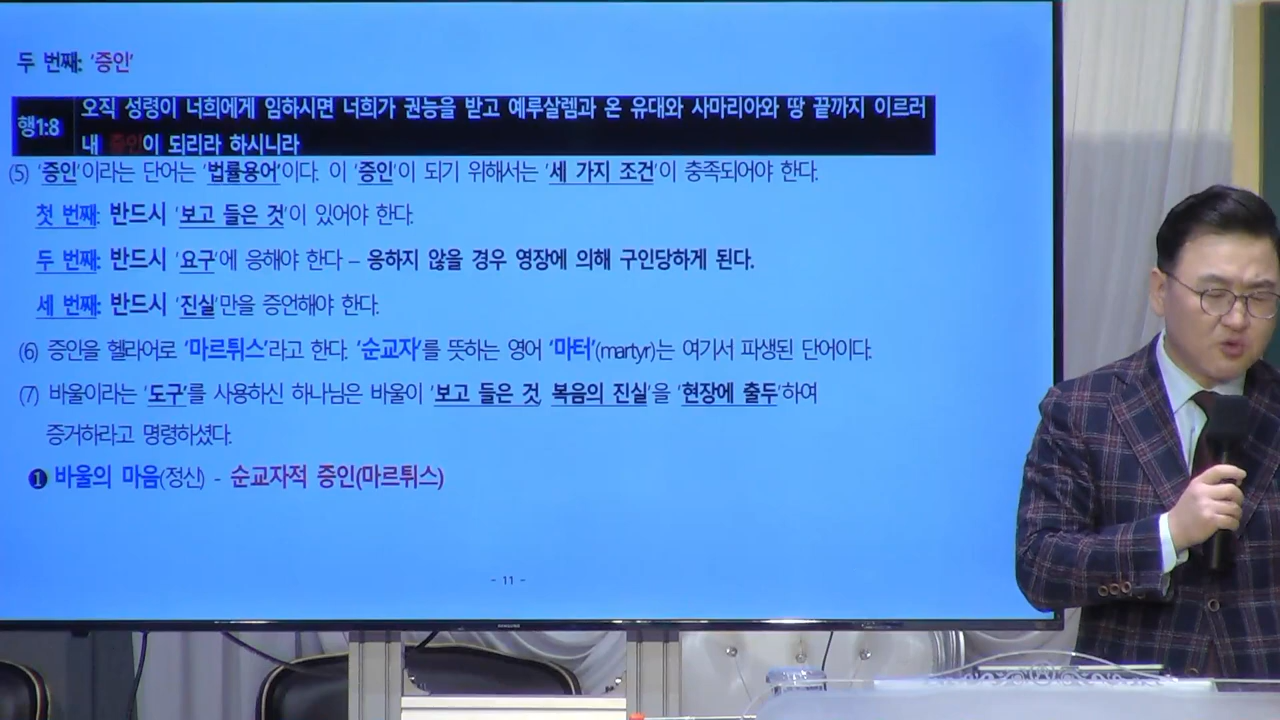 두 번째: '증인'
행1:8
오직 성령이 너희에게 임하시면 너희가 권능을 받고 예루살렘과 온 유대와 사마리아와 땅 끝까지 이르러
내 증인이 되리라 하시니라
(5) '증인'이라는 단어는 '법률용어'이다. 이 '증인'이 되기 위해서는 '세 가지 조건'이 충족되어야 한다.
첫 번째: 반드시 '보고 들은 것'이 있어야 한다.
두 번째: 반드시 '요구'에 응해야 한다 – 응하지 않을 경우 영장에 의해 구인당하게 된다.
세 번째: 반드시 '진실'만을 증언해야 한다.
(6) 증인을 헬라어로 '마르튀스'라고 한다. '순교자'를 뜻하는 영어 '마터'(martyr)는 여기서 파생된 단어이다.
(7) 바울이라는 '도구'를 사용하신 하나님은 바울이 '보고 들은 것, 복음의 진실'을 '현장에 출두'하여
증거하라고 명령하셨다.
❶ 바울의 마음(정신) - 순교자적 증인(마르튀스)
- 11 -
SAMSUNG